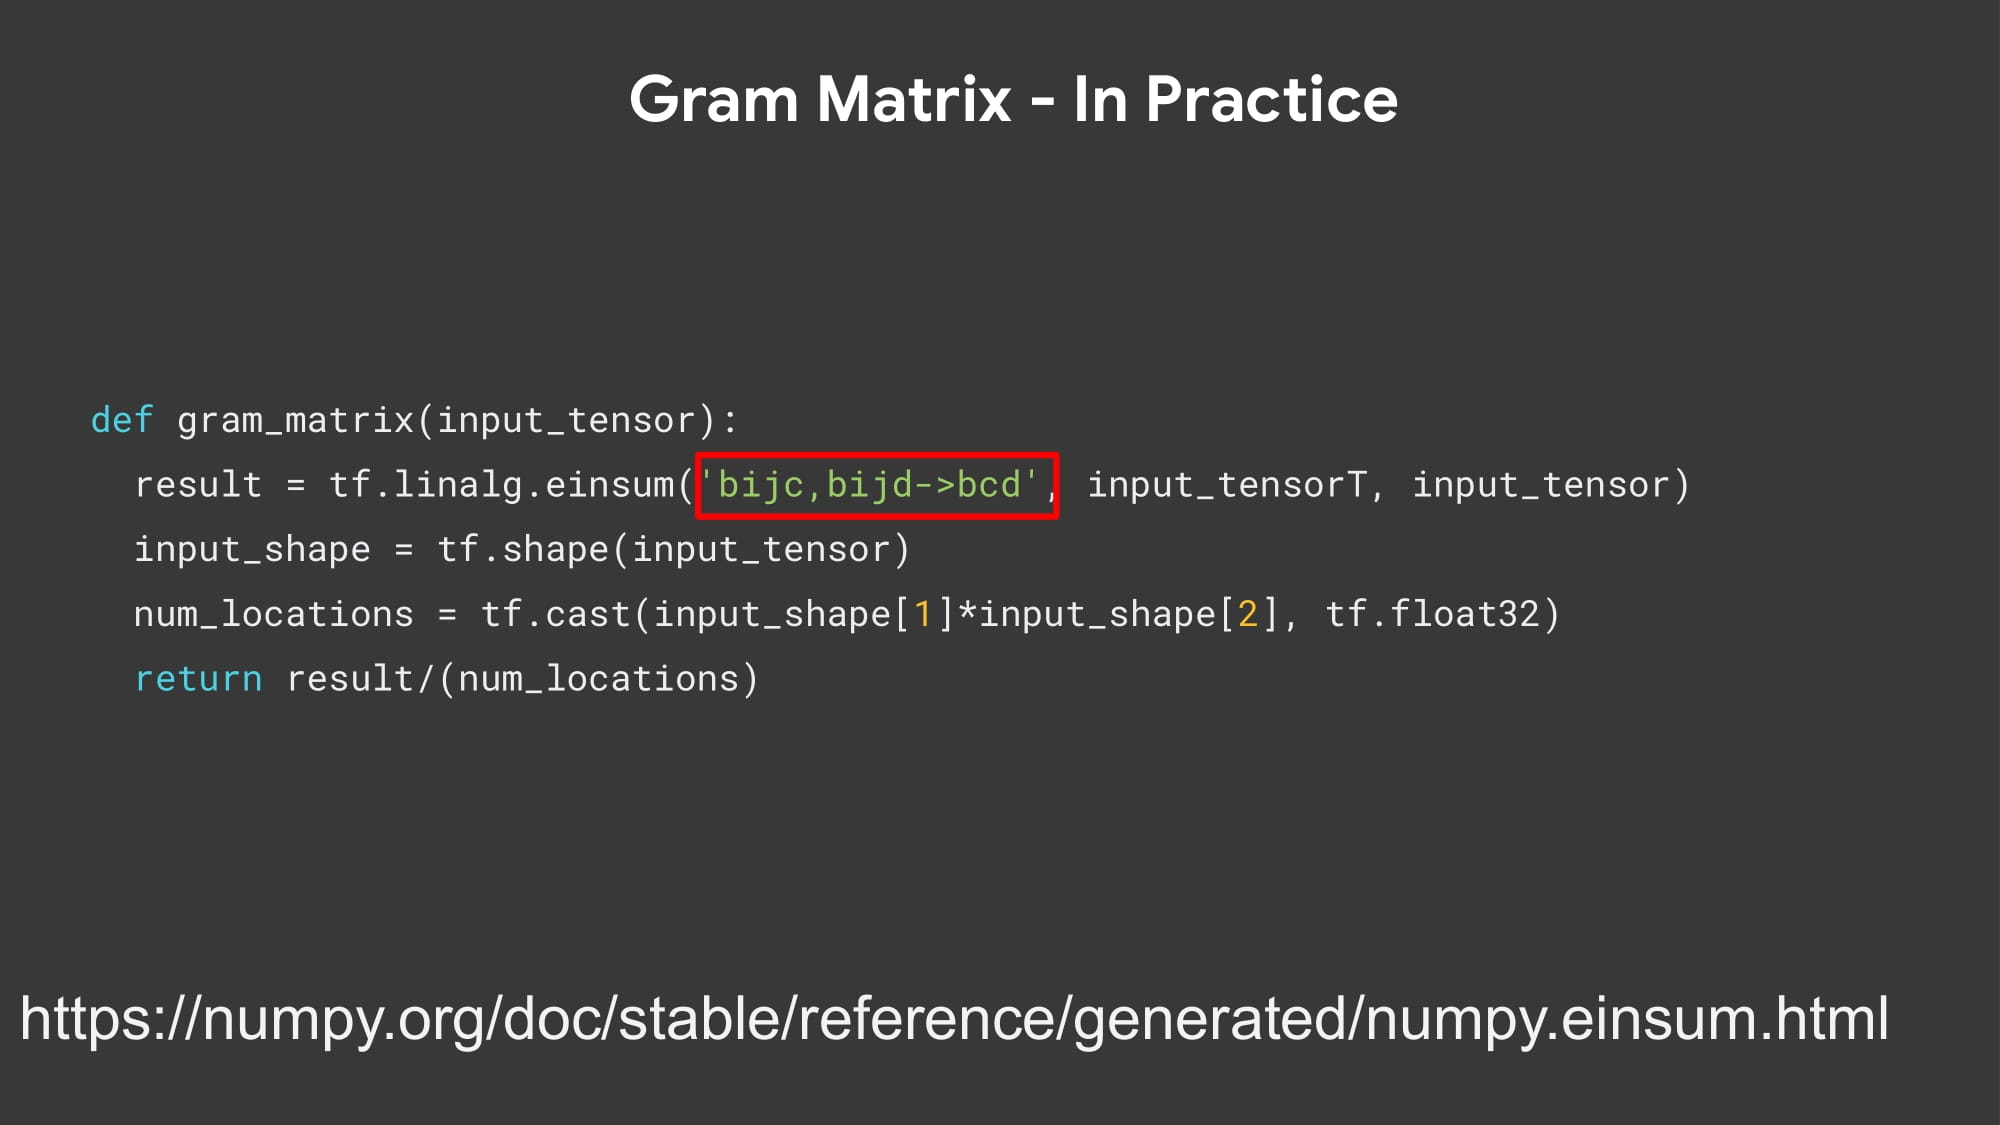 Gram Matrix - In Practice
def gram_matrix(input_tensor):
result = tf.linalg.einsum('bijc,bijd->bcd', input_tensorT, input_tensor)
input_shape = tf.shape(input_tensor)
num_locations = tf.cast(input_shape[1]*input_shape[2], tf.float32)
return result/(num_locations)
https://numpy.org/doc/stable/reference/generated/numpy.einsum.html